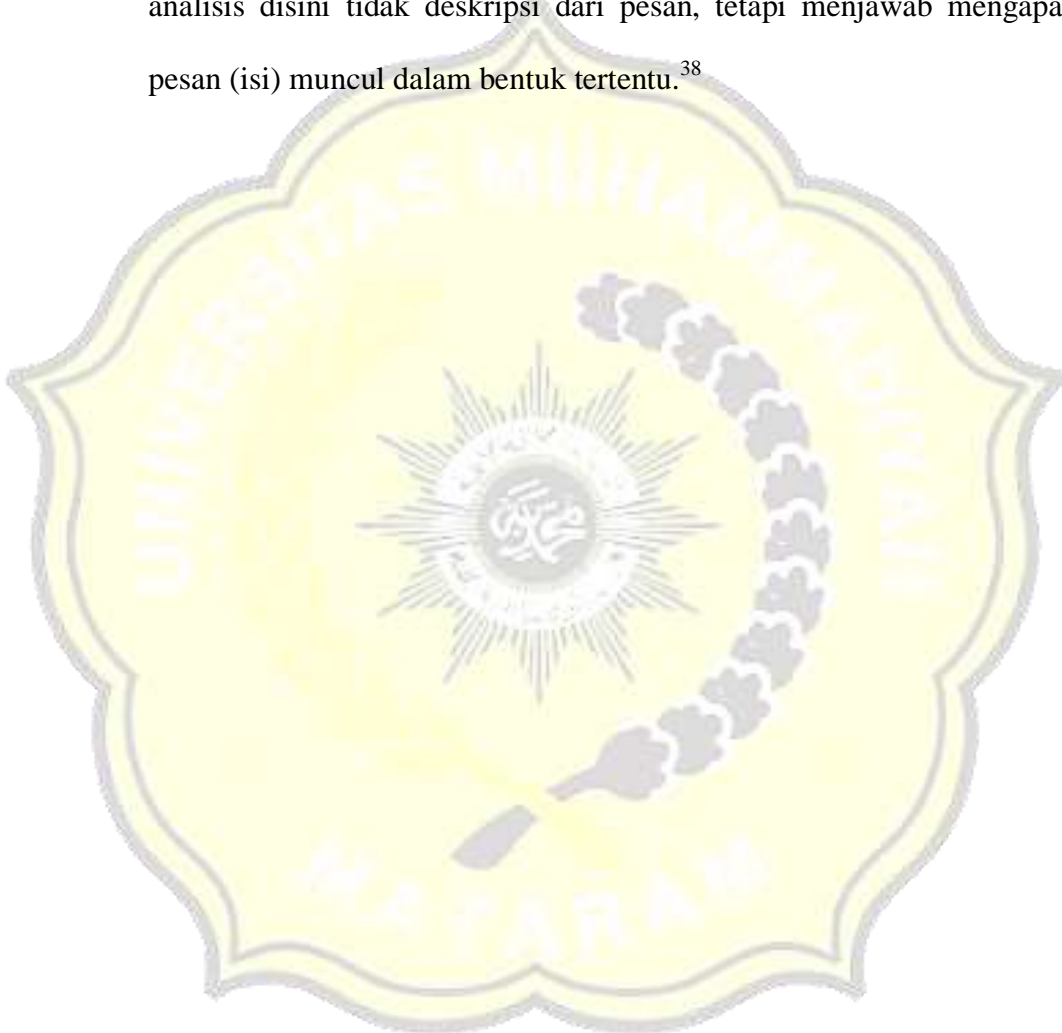 analisis disini tidak deskripsi dari pesan, tetapi menjawab mengapa
pesan (isi) muncul dalam bentuk tertentu.38
UNIVERSITAS MUHAMMADIYAH
MATARAM